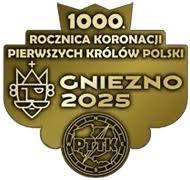 1000.
ROCZNICA KORONACJI
PIERWSZYCH KRÓLÓW POLSKI
GNIEZNO
2025
PTTK